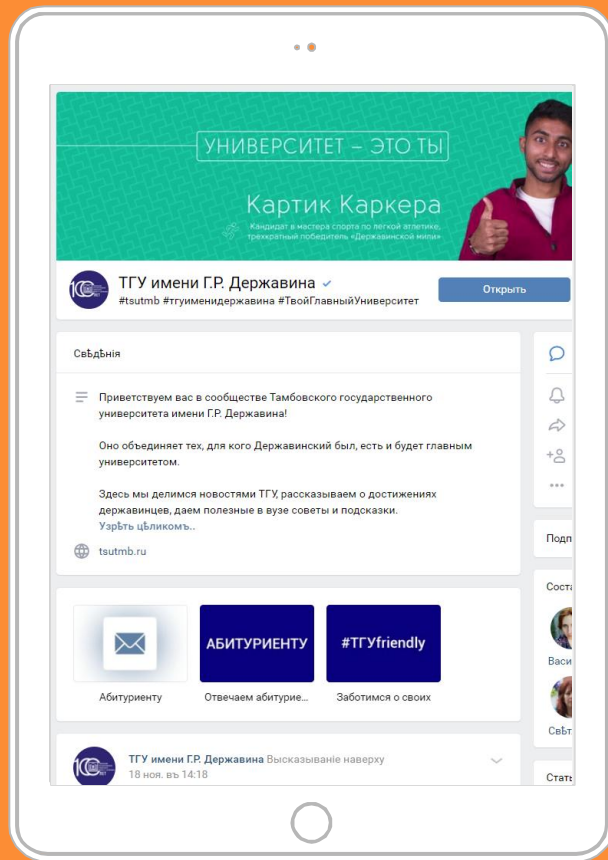 УНИВЕРСИТЕТ – ЭТО ТЫ
Картик Каркера
Кандидат в мастера спорта по легкой атлетике,
трехкратный победитель «Державинской мили»
ТГУ имени Г.Р. Державина
#tsutmb #тгуименидержавина #ТвойГлавныйУниверситет
Открыть
Свѣдѣнія
Приветствуем вас в сообществе Тамбовского государственного
университета имени Г.Р. Державина!
Оно объединяет тех, для кого Державинский был, есть и будет главным
университетом.
Здесь мы делимся новостями ТГУ, рассказываем о достижениях
державинцев, даем полезные в вузе советы и подсказки.
Узрѣть цѣликомъ..
tsutmb.ru
Подп
Соста
Васи
Свѣт
АБИТУРИЕНТУ
#ТГУfriendly
Абитуриенту
Отвечаем абитурие...
Заботимся о своих
ТГУ имени Г.Р. Державина Высказываніе наверху
18 ноя. въ 14:18
Стать